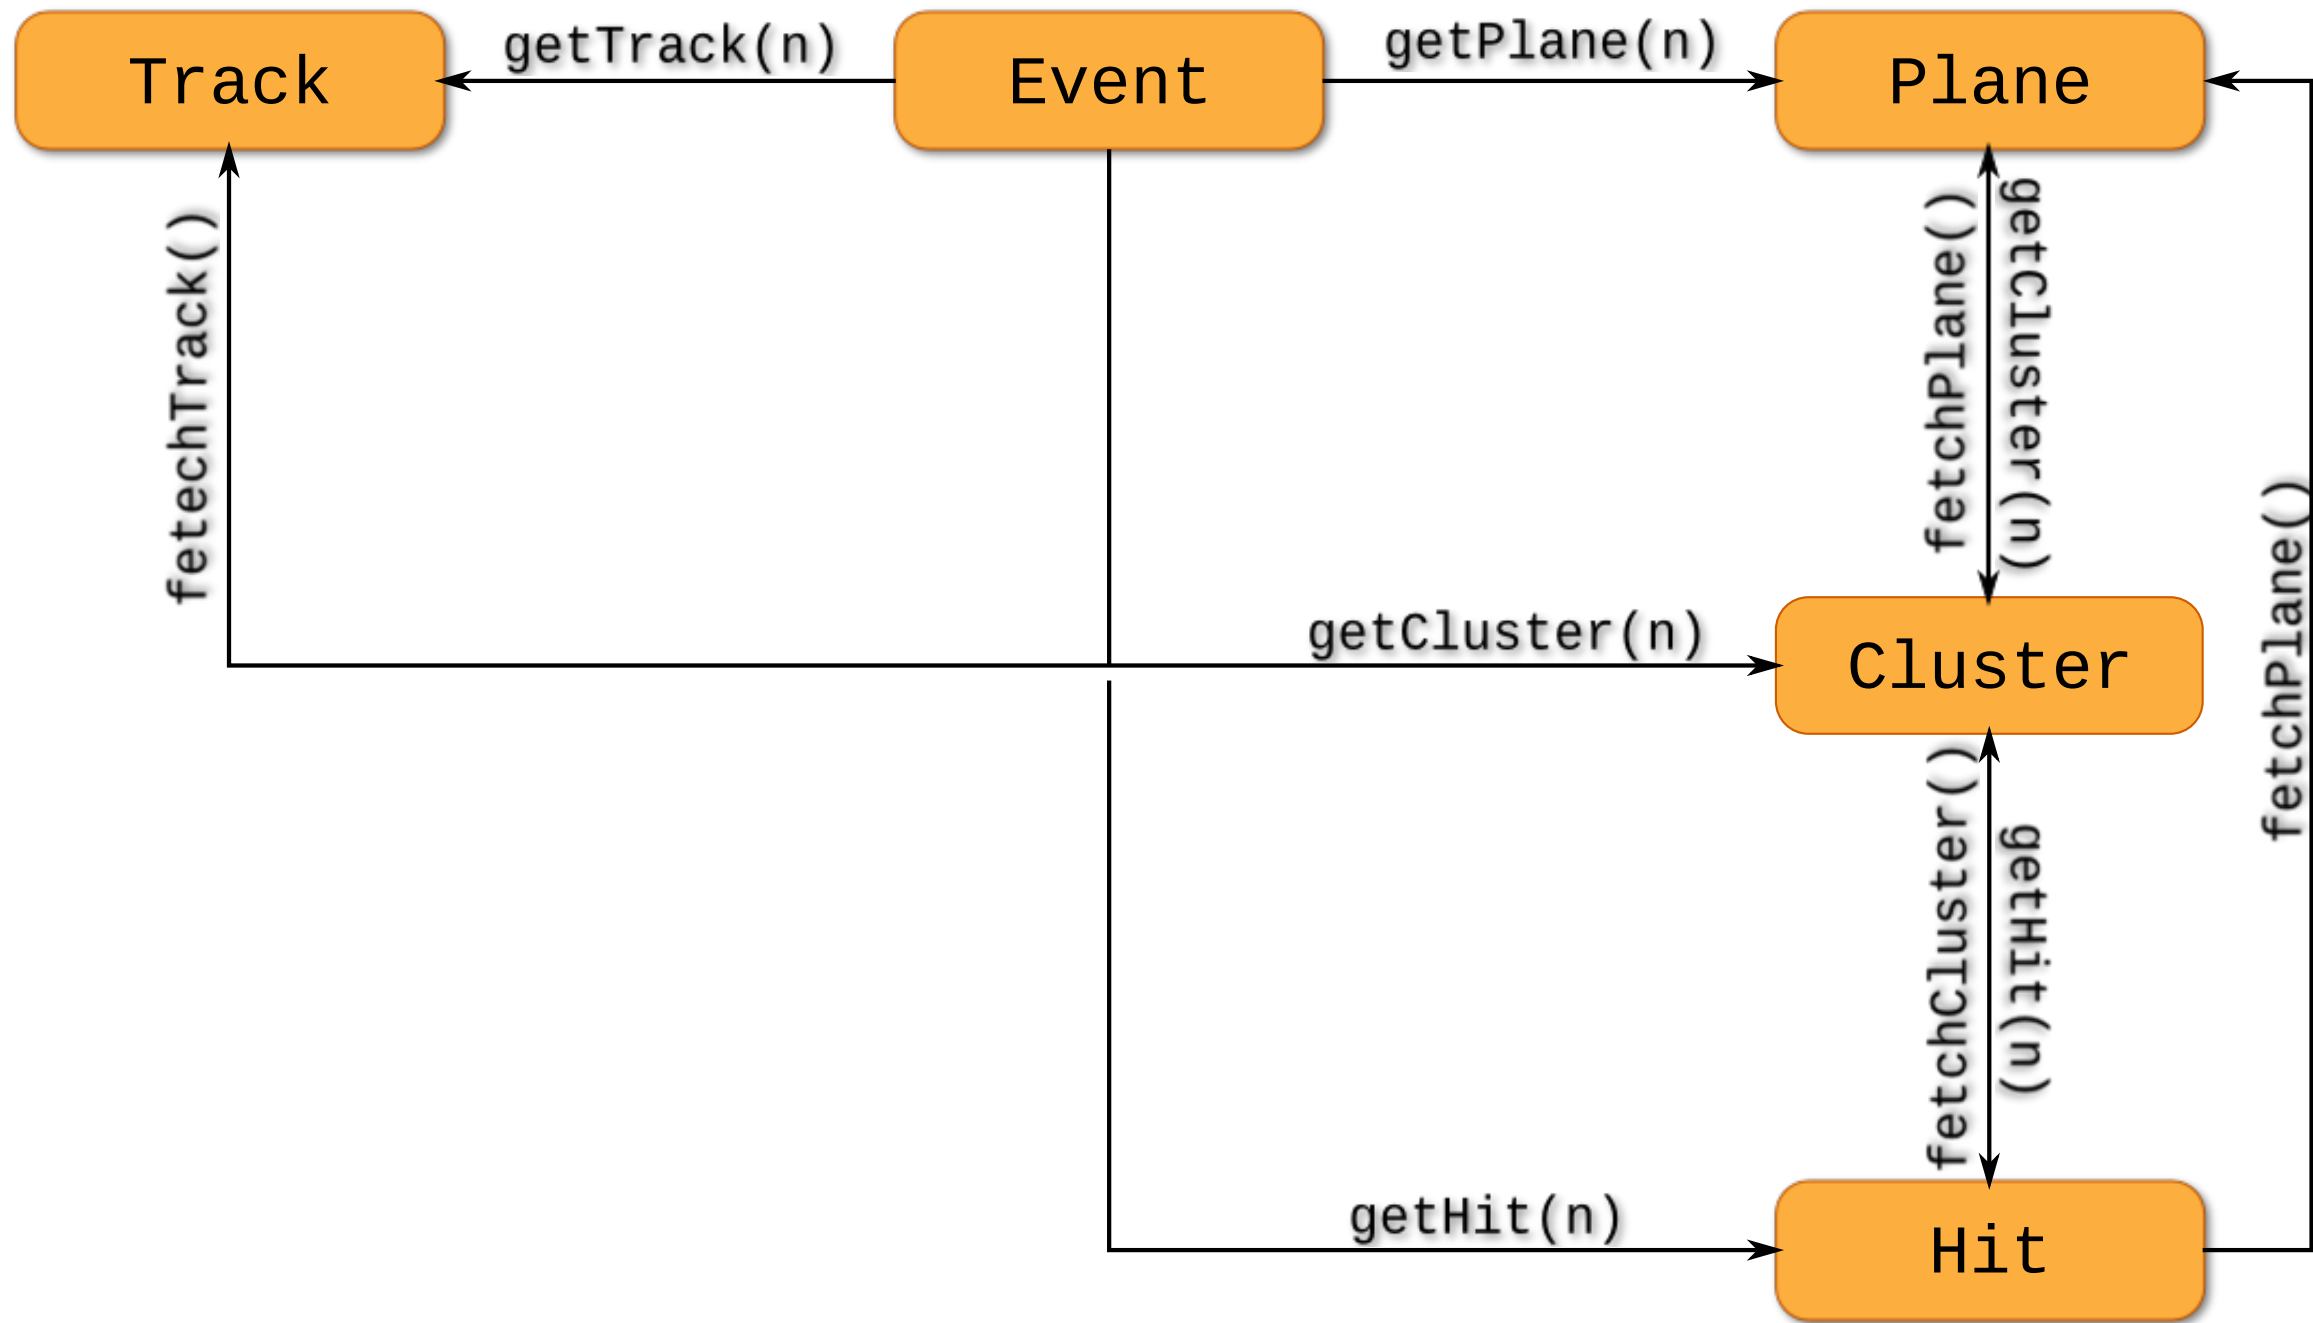 Track
getTrack(n)
Event
getPlane(n)
Plane
fetechTrack()
fetchPlane()
getCluster(n)
fetchPlane()
getCluster(n)
Cluster
fetchCluster()
getHit(n)
getHit(n)
Hit